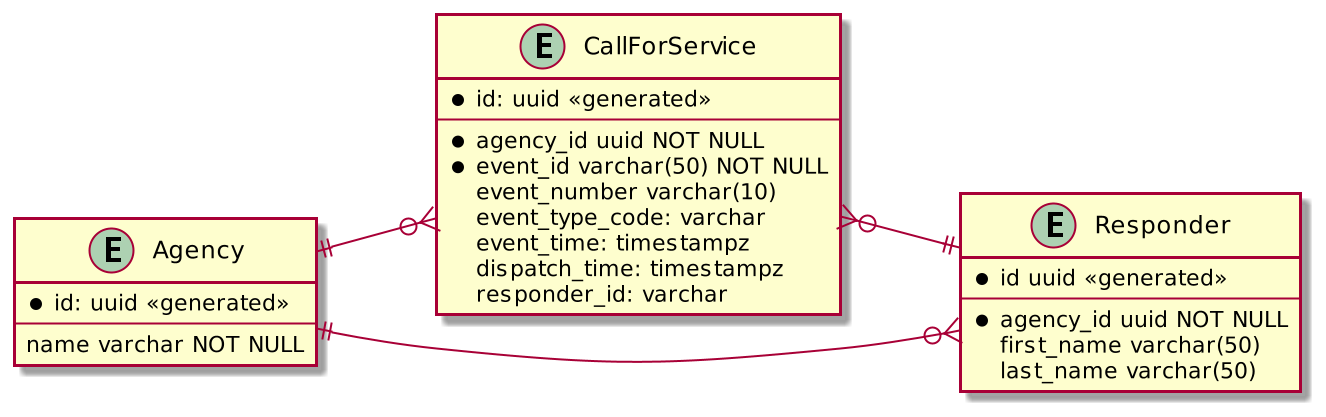 E CallForService
● id: uuid «generated»
● agency_id uuid NOT NULL
● event_id varchar(50) NOT NULL
event_number varchar(10)
event_type_code: varchar
event_time: timestampz
dispatch_time: timestampz
responder_id: varchar
E Agency
● id: uuid «generated»
name varchar NOT NULL
E Responder
● id uuid «generated»
● agency_id uuid NOT NULL
first_name varchar(50)
last_name varchar(50)